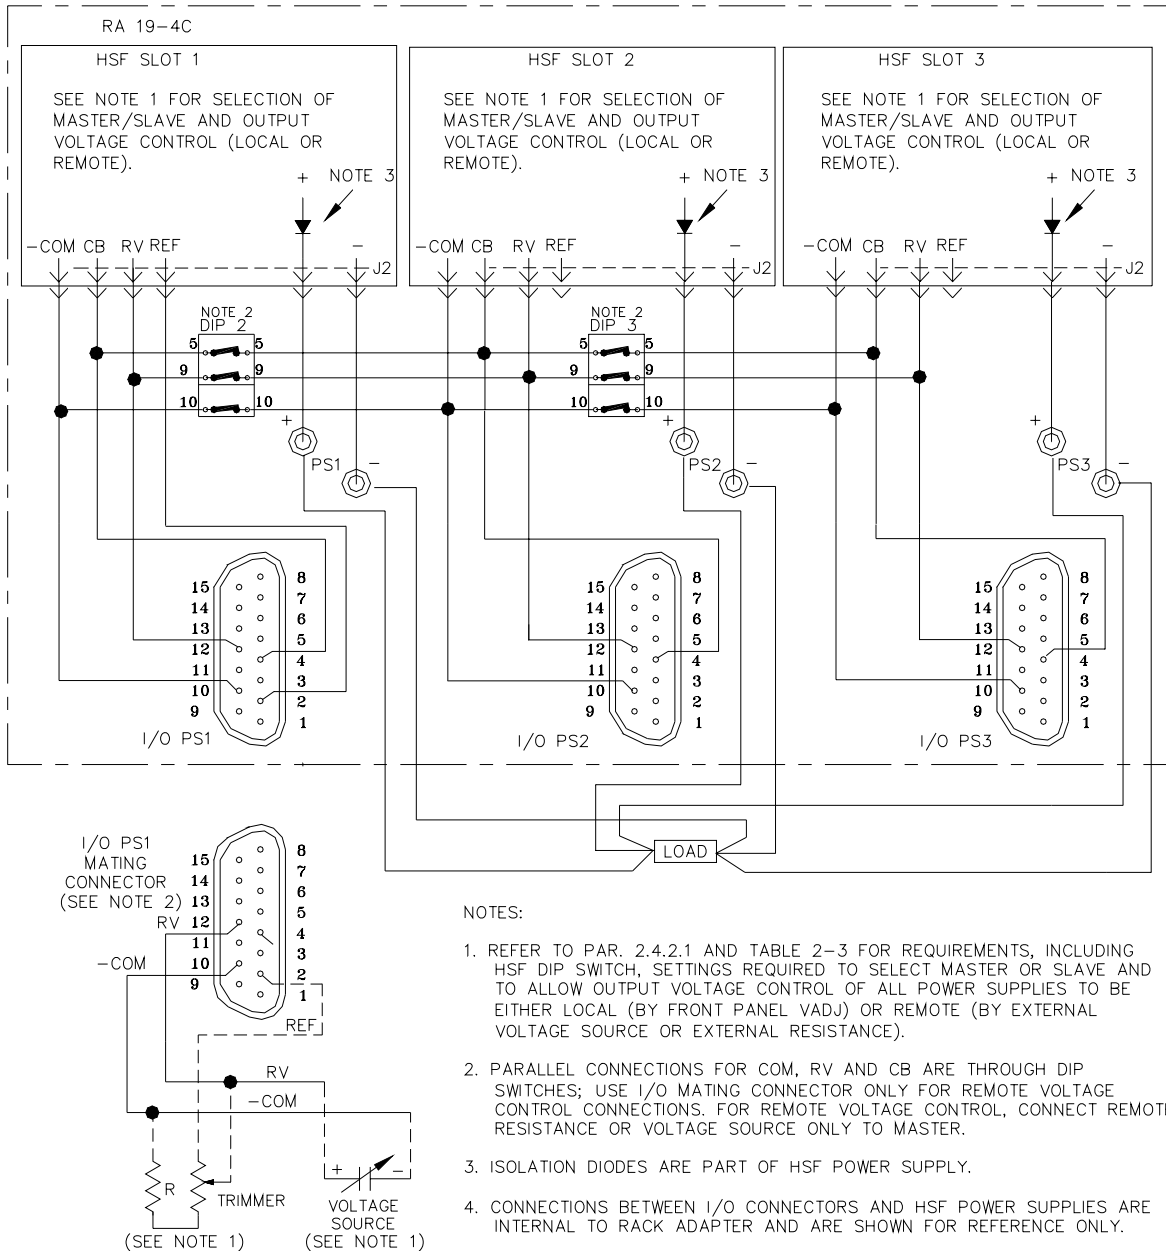 RA 19-4C
HSF SLOT 1
SEE NOTE 1 FOR SELECTION OF
MASTER/SLAVE AND OUTPUT
VOLTAGE CONTROL (LOCAL OR
REMOTE).
+ NOTE 3
-COM CB RV REF -
J2
HSF SLOT 2
SEE NOTE 1 FOR SELECTION OF
MASTER/SLAVE AND OUTPUT
VOLTAGE CONTROL (LOCAL OR
REMOTE).
+ NOTE 3
-COM CB RV REF -
J2
HSF SLOT 3
SEE NOTE 1 FOR SELECTION OF
MASTER/SLAVE AND OUTPUT
VOLTAGE CONTROL (LOCAL OR
REMOTE).
+ NOTE 3
-COM CB RV REF -
J2
NOTE 2
DIP 2
5 5
9 9
10 10
NOTE 2
DIP 3
5 5
9 9
10 10
+ PS1 -
+ PS2 -
+ PS3 -
15
14
13
12
11
10
9
8
7
6
5
4
3
2
1
I/O PS1
15
14
13
12
11
10
9
8
7
6
5
4
3
2
1
I/O PS2
15
14
13
12
11
10
9
8
7
6
5
4
3
2
1
I/O PS3
LOAD
I/O PS1
MATING
CONNECTOR
(SEE NOTE 2)
15
14
13
RV 12
11
-COM 10
9
8
7
6
5
4
3
2
1
REF
RV
-COM
R
TRIMMER
(SEE NOTE 1)
+ -
VOLTAGE
SOURCE
(SEE NOTE 1)
NOTES:
1. REFER TO PAR. 2.4.2.1 AND TABLE 2-3 FOR REQUIREMENTS, INCLUDING
HSF DIP SWITCH, SETTINGS REQUIRED TO SELECT MASTER OR SLAVE AND
TO ALLOW OUTPUT VOLTAGE CONTROL OF ALL POWER SUPPLIES TO BE
EITHER LOCAL (BY FRONT PANEL VADJ) OR REMOTE (BY EXTERNAL
VOLTAGE SOURCE OR EXTERNAL RESISTANCE).
2. PARALLEL CONNECTIONS FOR COM, RV AND CB ARE THROUGH DIP
SWITCHES; USE I/O MATING CONNECTOR ONLY FOR REMOTE VOLTAGE
CONTROL CONNECTIONS. FOR REMOTE VOLTAGE CONTROL, CONNECT REMOTE
RESISTANCE OR VOLTAGE SOURCE ONLY TO MASTER.
3. ISOLATION DIODES ARE PART OF HSF POWER SUPPLY.
4. CONNECTIONS BETWEEN I/O CONNECTORS AND HSF POWER SUPPLIES ARE
INTERNAL TO RACK ADAPTER AND ARE SHOWN FOR REFERENCE ONLY.